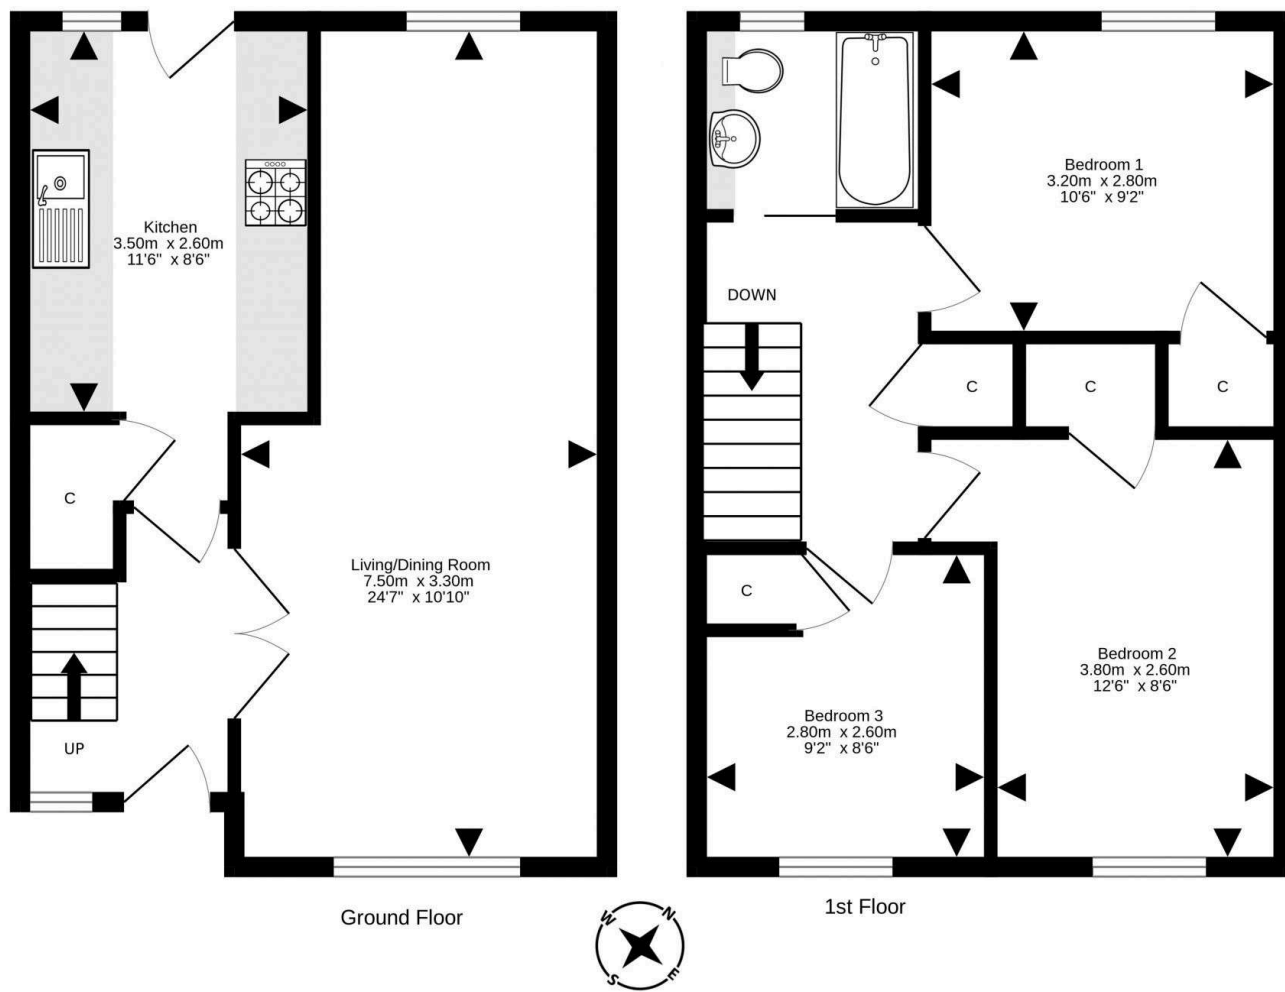 Kitchen
3.50m x 2.60m
11'6" x 8'6"
C
Living/Dining Room
7.50m x 3.30m
24'7" x 10'10"
UP
Ground Floor
Bedroom 1
3.20m x 2.80m
10'6" x 9'2"
DOWN
C
C
C
C
Bedroom 2
3.80m x 2.60m
12'6" x 8'6"
Bedroom 3
2.80m x 2.60m
9'2" x 8'6"
1st Floor
W
N
S
E